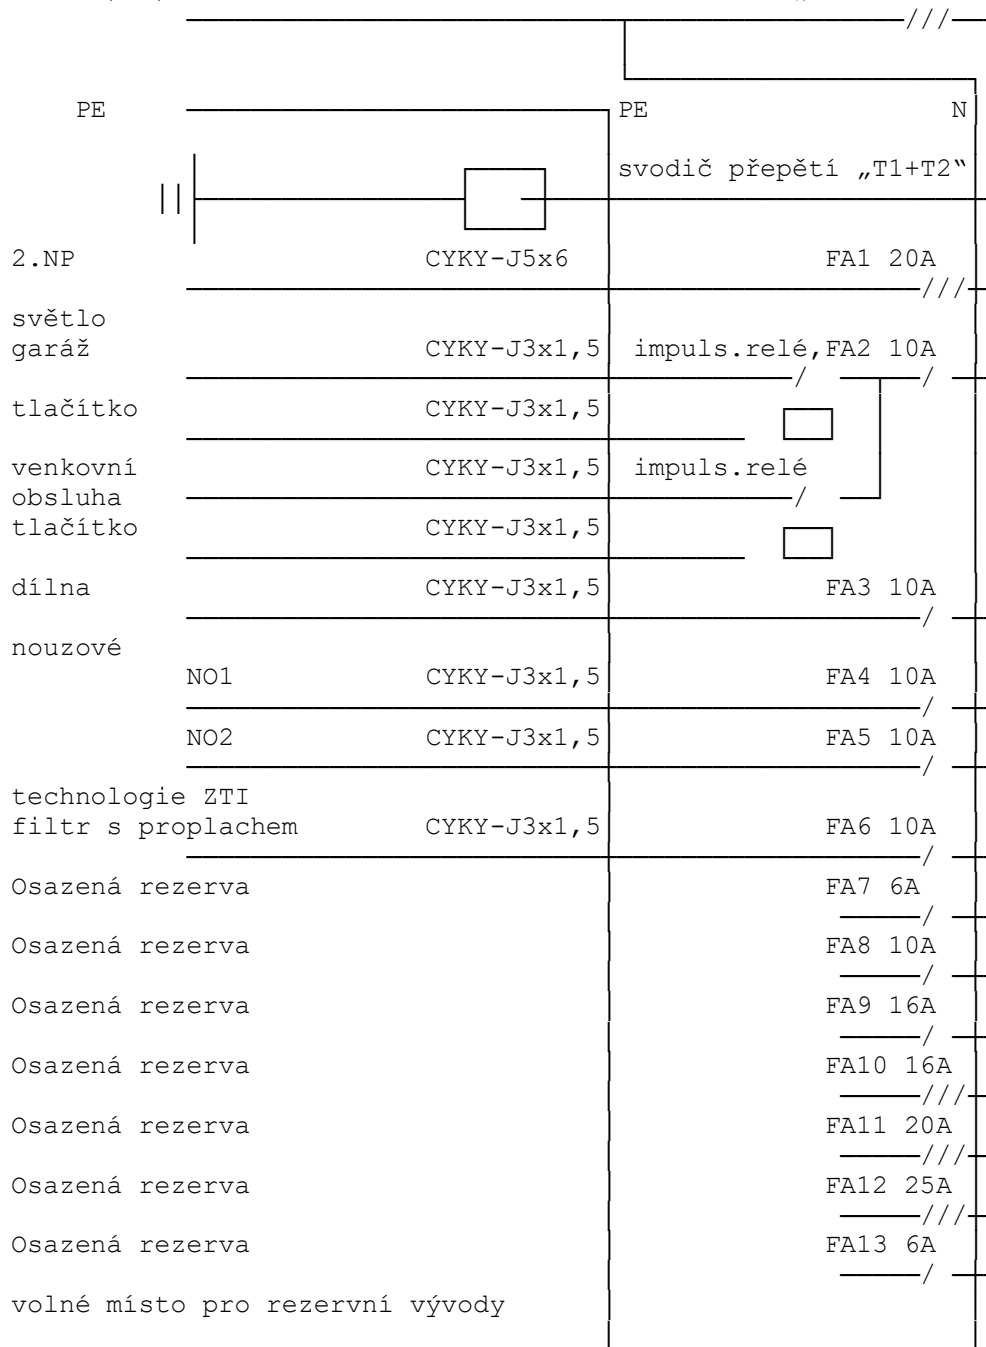 PE PE N
svodič přepětí „T1+T2“
2.NP CYKY-J5x6 FA1 20A
světlo
garáž CYKY-J3x1,5 impuls.relé,FA2 10A
tlačítko CYKY-J3x1,5
venkovní CYKY-J3x1,5 impuls.relé
obsluha
tlačítko CYKY-J3x1,5
dílna CYKY-J3x1,5 FA3 10A
nouzové
NO1 CYKY-J3x1,5 FA4 10A
NO2 CYKY-J3x1,5 FA5 10A
technologie ZTI
filtr s proplachem CYKY-J3x1,5 FA6 10A
Osazená rezerva FA7 6A
Osazená rezerva FA8 10A
Osazená rezerva FA9 16A
Osazená rezerva FA10 16A
Osazená rezerva FA11 20A
Osazená rezerva FA12 25A
Osazená rezerva FA13 6A
volné místo pro rezervní vývody